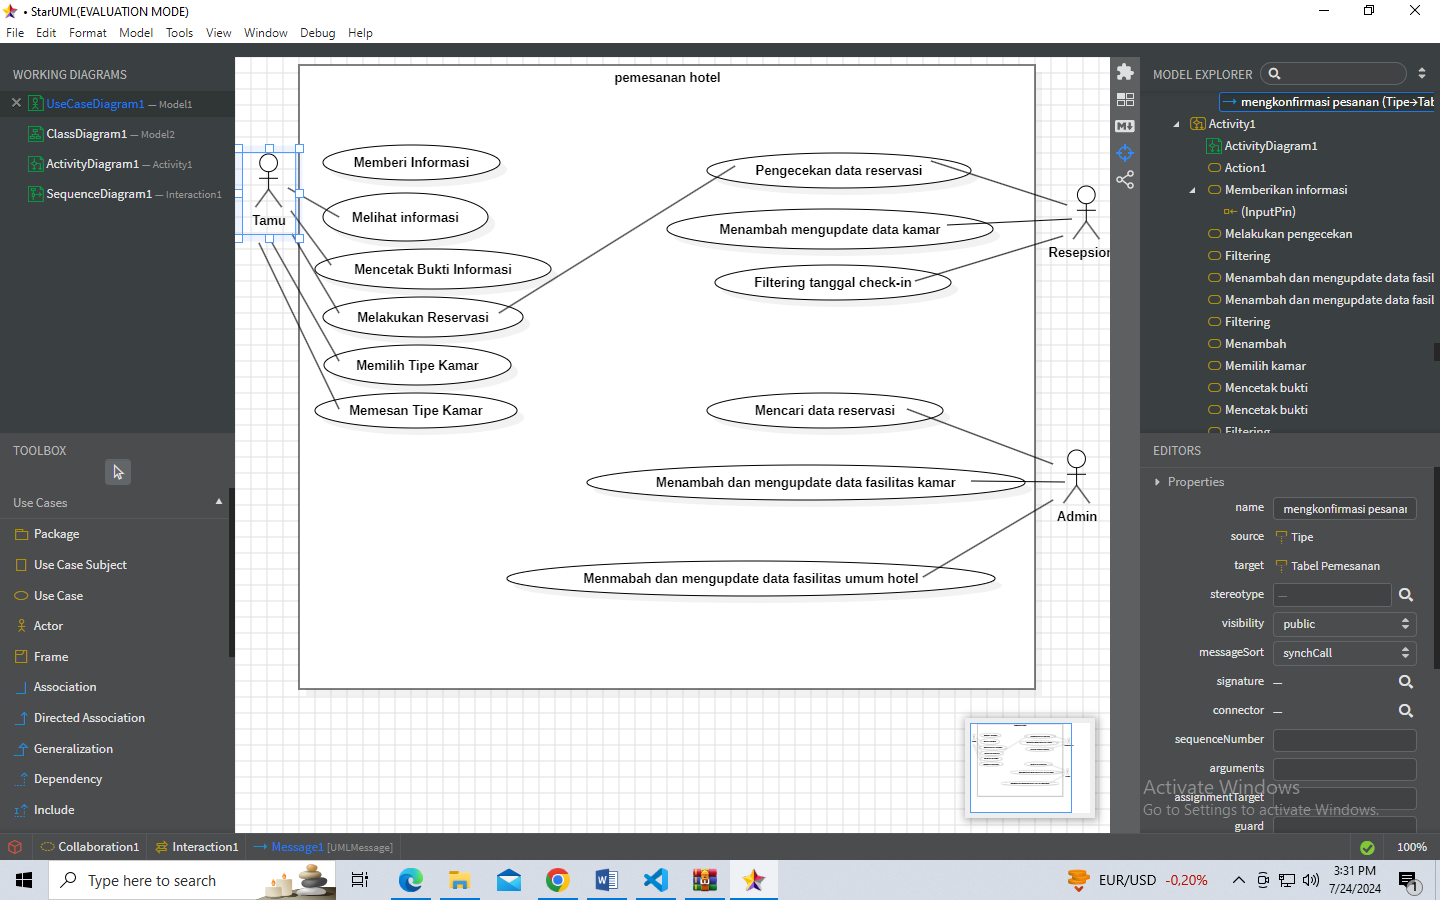 • StarUML(EVALUATION MODE)
File Edit Format Model Tools View Window Debug Help
WORKING DIAGRAMS
UseCaseDiagram1 — Model1
ClassDiagram1 — Model2
ActivityDiagram1 — Activity1
SequenceDiagram1 — Interaction1
TOOLBOX
Use Cases
Package
Use Case Subject
Use Case
Actor
Frame
Association
Directed Association
Generalization
Dependency
Include
pemesanan hotel
Tamu
Memberi Informasi
Melihat informasi
Mencetak Bukti Informasi
Melakukan Reservasi
Memilih Tipe Kamar
Memesan Tipe Kamar
Pengecekan data reservasi
Menambah mengupdate data kamar
Filtering tanggal check-in
Resepsion
Mencari data reservasi
Menambah dan mengupdate data fasilitas kamar
Menmabah dan mengupdate data fasilitas umum hotel
Admin
MODEL EXPLORER
mengkonfirmasi pesanan (Tipe→Tab
Activity1
ActivityDiagram1
Action1
Memberikan informasi
(InputPin)
Melakukan pengecekan
Filtering
Menambah dan mengupdate data fasil
Menambah dan mengupdate data fasil
Filtering
Menambah
Memilih kamar
Mencetak bukti
Mencetak bukti
Filtering
EDITORS
Properties
name mengkonfirmasi pesanan
source Tipe
target Tabel Pemesanan
stereotype —
visibility public
messageSort synchCall
signature —
connector —
sequenceNumber
arguments
assignmentTarget
guard
Activate Windows
Go to Settings to activate Windows.
Collaboration1 Interaction1 Message1 [UMLMessage]
100%
Type here to search
EUR/USD -0,20%
3:31 PM
7/24/2024
1